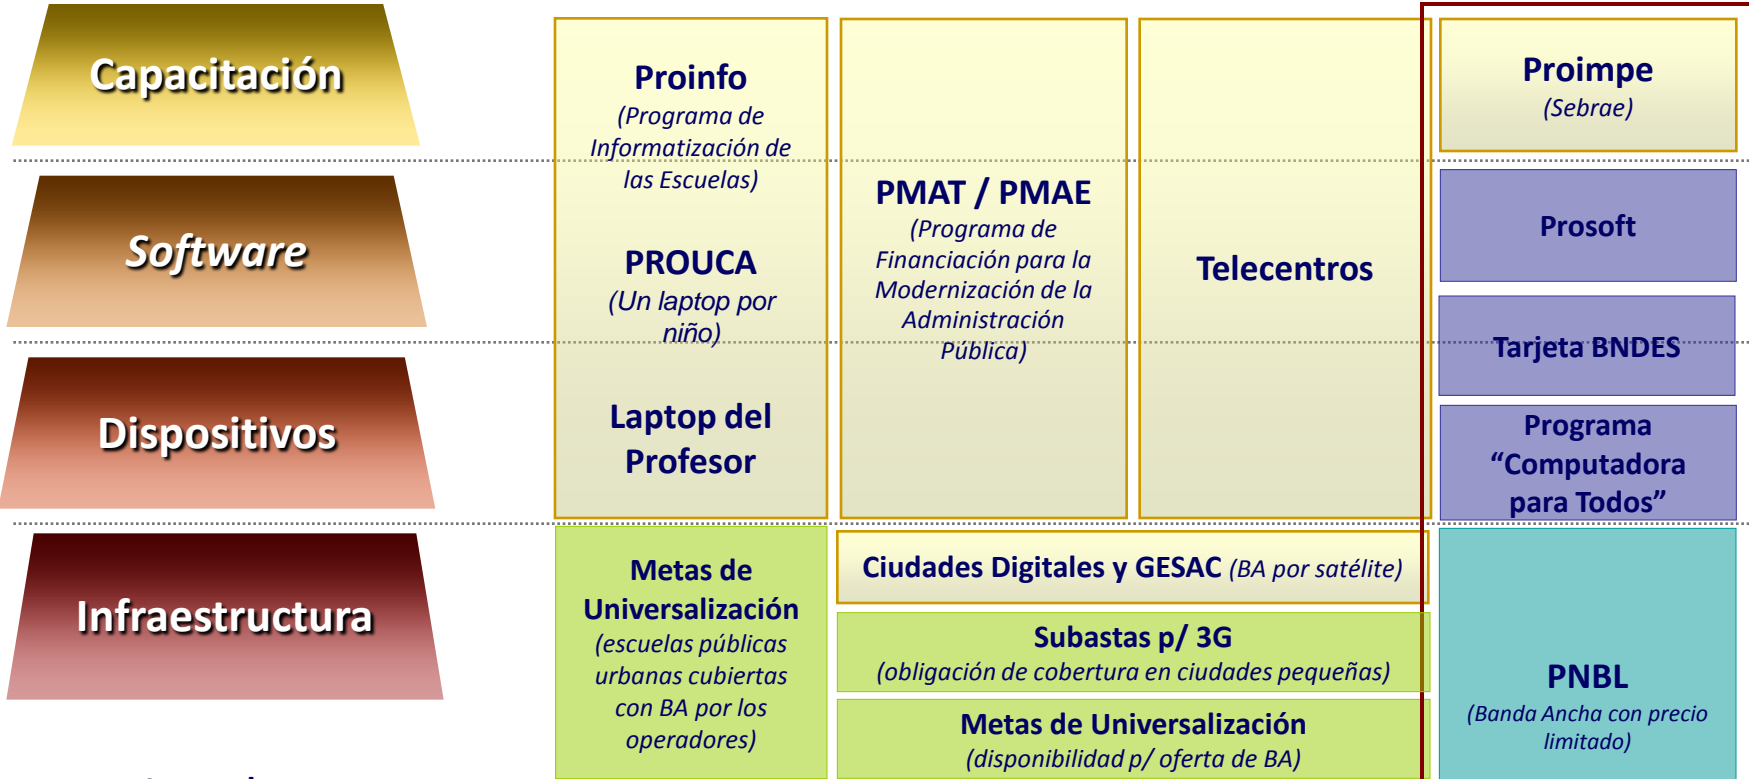 Capacitación
Software
Dispositivos
Infraestructura
Proinfo
(Programa de
Informatización de
las Escuelas)
PROUCA
(Un laptop por
niño)
Laptop del
Profesor
PMAT / PMAE
(Programa de
Financiación para la
Modernización de la
Administración
Pública)
Telecentros
Proimpe
(Sebrae)
Prosoft
Tarjeta BNDES
Programa
“Computadora
para Todos”
Metas de
Universalización
(escuelas públicas
urbanas cubiertas
con BA por los
operadores)
Ciudades Digitales y GESAC (BA por satélite)
Subastas p/ 3G
(obligación de cobertura en ciudades pequeñas)
Metas de Universalización
(disponibilidad p/ oferta de BA)
PNBL
(Banda Ancha con precio
limitado)